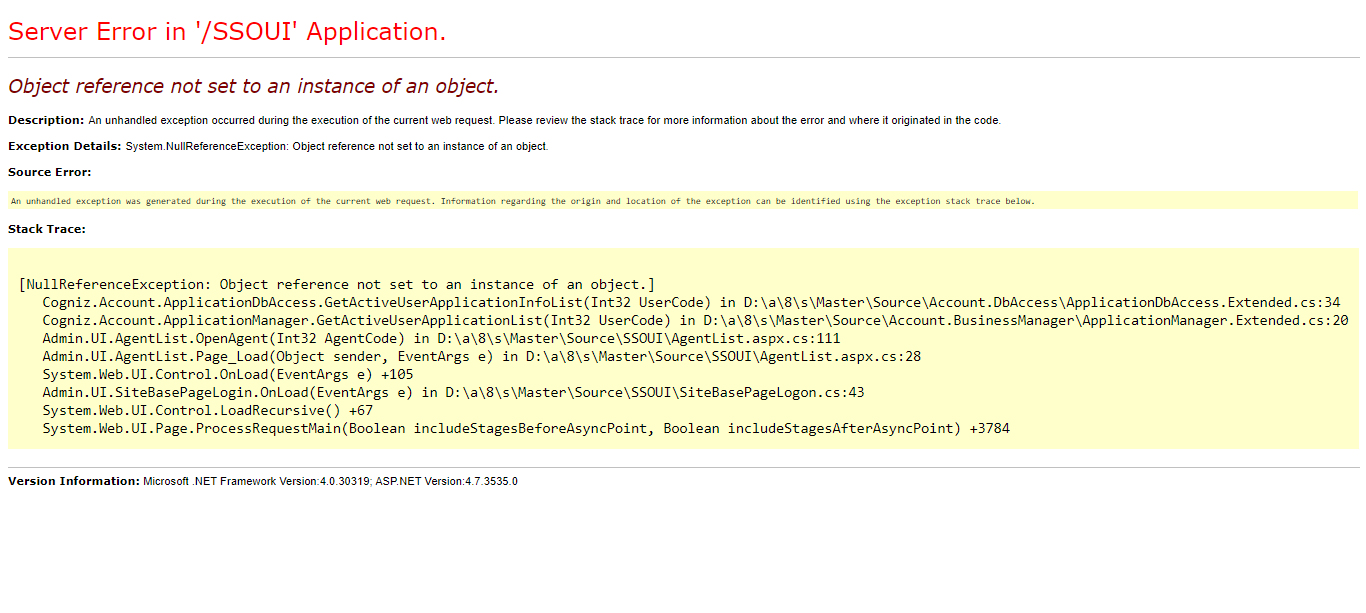 Server Error in '/SSOUI' Application.
Object reference not set to an instance of an object.
Description: An unhandled exception occurred during the execution of the current web request. Please review the stack trace for more information about the error and where it originated in the code.
Exception Details: System.NullReferenceException: Object reference not set to an instance of an object.
Source Error:
An unhandled exception was generated during the execution of the current web request. Information regarding the origin and location of the exception can be identified using the exception stack trace below.
Stack Trace:
[NullReferenceException: Object reference not set to an instance of an object.]
Cogniz.Account.ApplicationDbAccess.GetActiveUserApplicationInfoList(Int32 UserCode) in D:\a\8\s\Master\Source\Account.DbAccess\ApplicationDbAccess.Extended.cs:34
Cogniz.Account.ApplicationManager.GetActiveUserApplicationList(Int32 UserCode) in D:\a\8\s\Master\Source\Account.BusinessManager\ApplicationManager.Extended.cs:20
Admin.UI.AgentList.OpenAgent(Int32 AgentCode) in D:\a\8\s\Master\Source\SSOUI\AgentList.aspx.cs:111
Admin.UI.AgentList.Page_Load(Object sender, EventArgs e) in D:\a\8\s\Master\Source\SSOUI\AgentList.aspx.cs:28
System.Web.UI.Control.OnLoad(EventArgs e) +105
Admin.UI.SiteBasePageLogin.OnLoad(EventArgs e) in D:\a\8\s\Master\Source\SSOUI\SiteBasePageLogon.cs:43
System.Web.UI.Control.LoadRecursive() +67
System.Web.UI.Page.ProcessRequestMain(Boolean includeStagesBeforeAsyncPoint, Boolean includeStagesAfterAsyncPoint) +3784
Version Information: Microsoft .NET Framework Version:4.0.30319; ASP.NET Version:4.7.3535.0